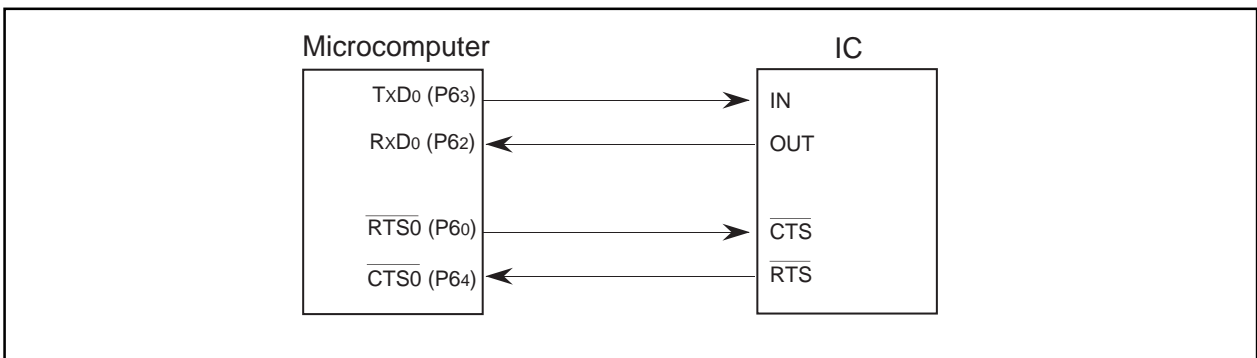 Microcomputer
IC
TxD0 (P63)
IN
RxD0 (P62)
OUT
RTS0 (P60)
CTS
CTS0 (P64)
RTS